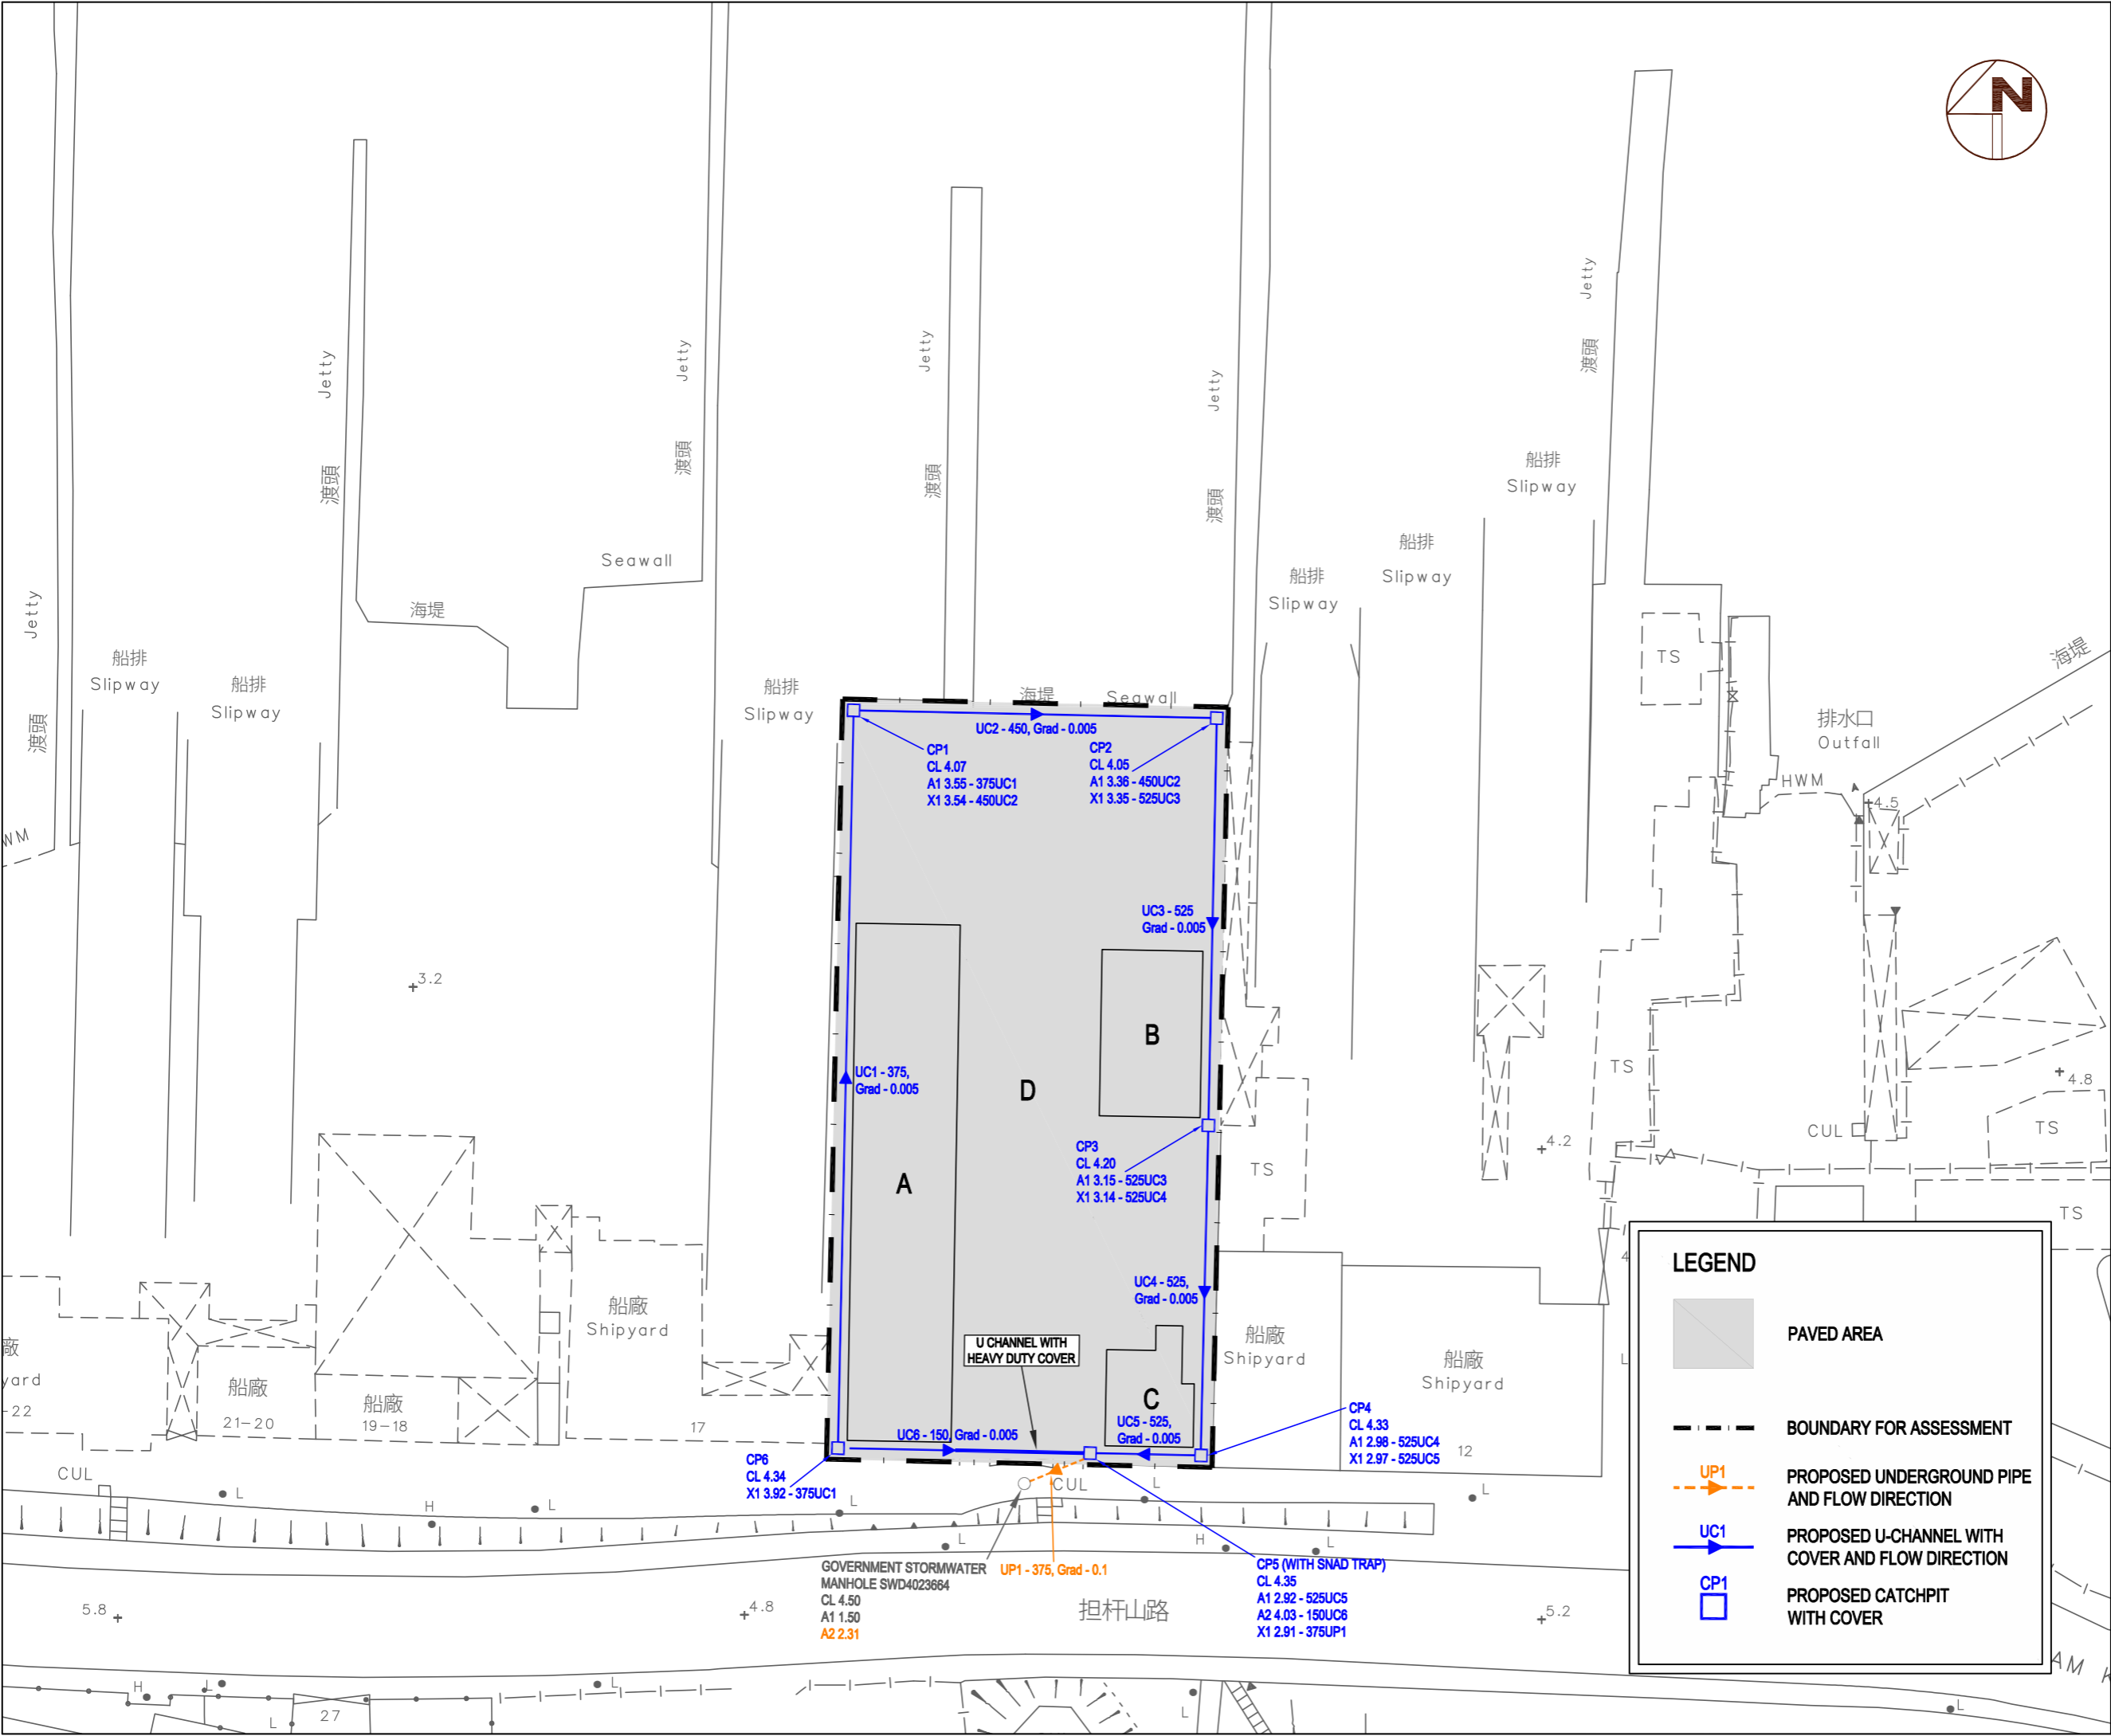 N
Jetty
渡頭
Jetty
渡頭
Jetty
渡頭
Jetty
渡頭
Jetty
渡頭
Jetty
渡頭
船排
Slipway
船排
Slipway
船排
Slipway
船排
Slipway
船排
Slipway
船排
Slipway
Seawall
海堤
海堤
Seawall
海堤
TS
排水口
Outfall
HWM
WM
+4.5
UC2 - 450, Grad - 0.005
CP1
CL 4.07
A1 3.55 - 375UC1
X1 3.54 - 450UC2
CP2
CL 4.05
A1 3.36 - 450UC2
X1 3.35 - 525UC3
UC3 - 525
Grad - 0.005
+3.2
B
D
A
UC1 - 375,
Grad - 0.005
TS
+4.8
CUL
TS
+4.2
CP3
CL 4.20
A1 3.15 - 525UC3
X1 3.14 - 525UC4
TS
TS
UC4 - 525,
Grad - 0.005
船廠
Shipyard
船廠
Shipyard
船廠
Shipyard
U CHANNEL WITH
HEAVY DUTY COVER
C
UC5 - 525,
Grad - 0.005
UC6 - 150, Grad - 0.005
廠
yard
-22
船廠
21-20
船廠
19-18
17
12
CP4
CL 4.33
A1 2.98 - 525UC4
X1 2.97 - 525UC5
CP6
CL 4.34
X1 3.92 - 375UC1
CUL
CUL
L
H
L
L
L
L
L
H
L
GOVERNMENT STORMWATER
MANHOLE SWD4023664
CL 4.50
A1 1.50
A2 2.31
UP1 - 375, Grad - 0.1
CP5 (WITH SNAD TRAP)
CL 4.35
A1 2.92 - 525UC5
A2 4.03 - 150UC6
X1 2.91 - 375UP1
5.8 +
+4.8
担杆山路
+5.2
H
L
L
L
27
L
L
L
AM
LEGEND
PAVED AREA
BOUNDARY FOR ASSESSMENT
UP1
PROPOSED UNDERGROUND PIPE
AND FLOW DIRECTION
UC1
PROPOSED U-CHANNEL WITH
COVER AND FLOW DIRECTION
CP1
PROPOSED CATCHPIT
WITH COVER